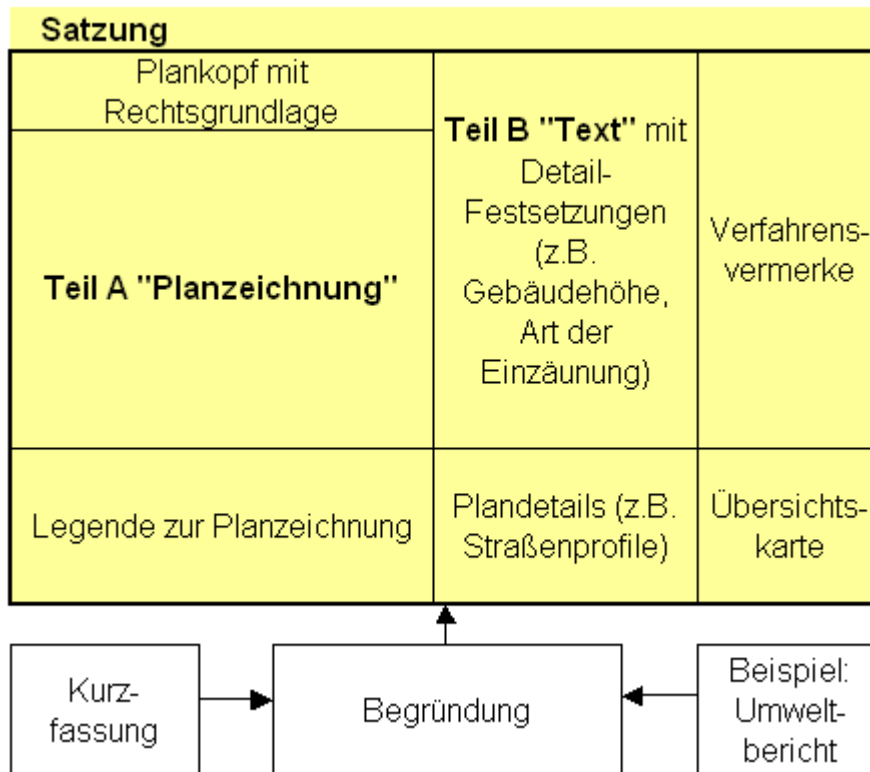 Satzung
Plankopf mit
Rechtsgrundlage
Teil A "Planzeichnung"
Teil B "Text" mit
Detail-
Festsetzungen
(z.B.
Gebäudehöhe,
Art der
Einzäunung)
Verfahrens-
vermerke
Legende zur Planzeichnung
Plandetails (z.B.
Straßenprofile)
Übersichts-
karte
Kurz-
fassung
Begründung
Beispiel:
Umwelt-
bericht